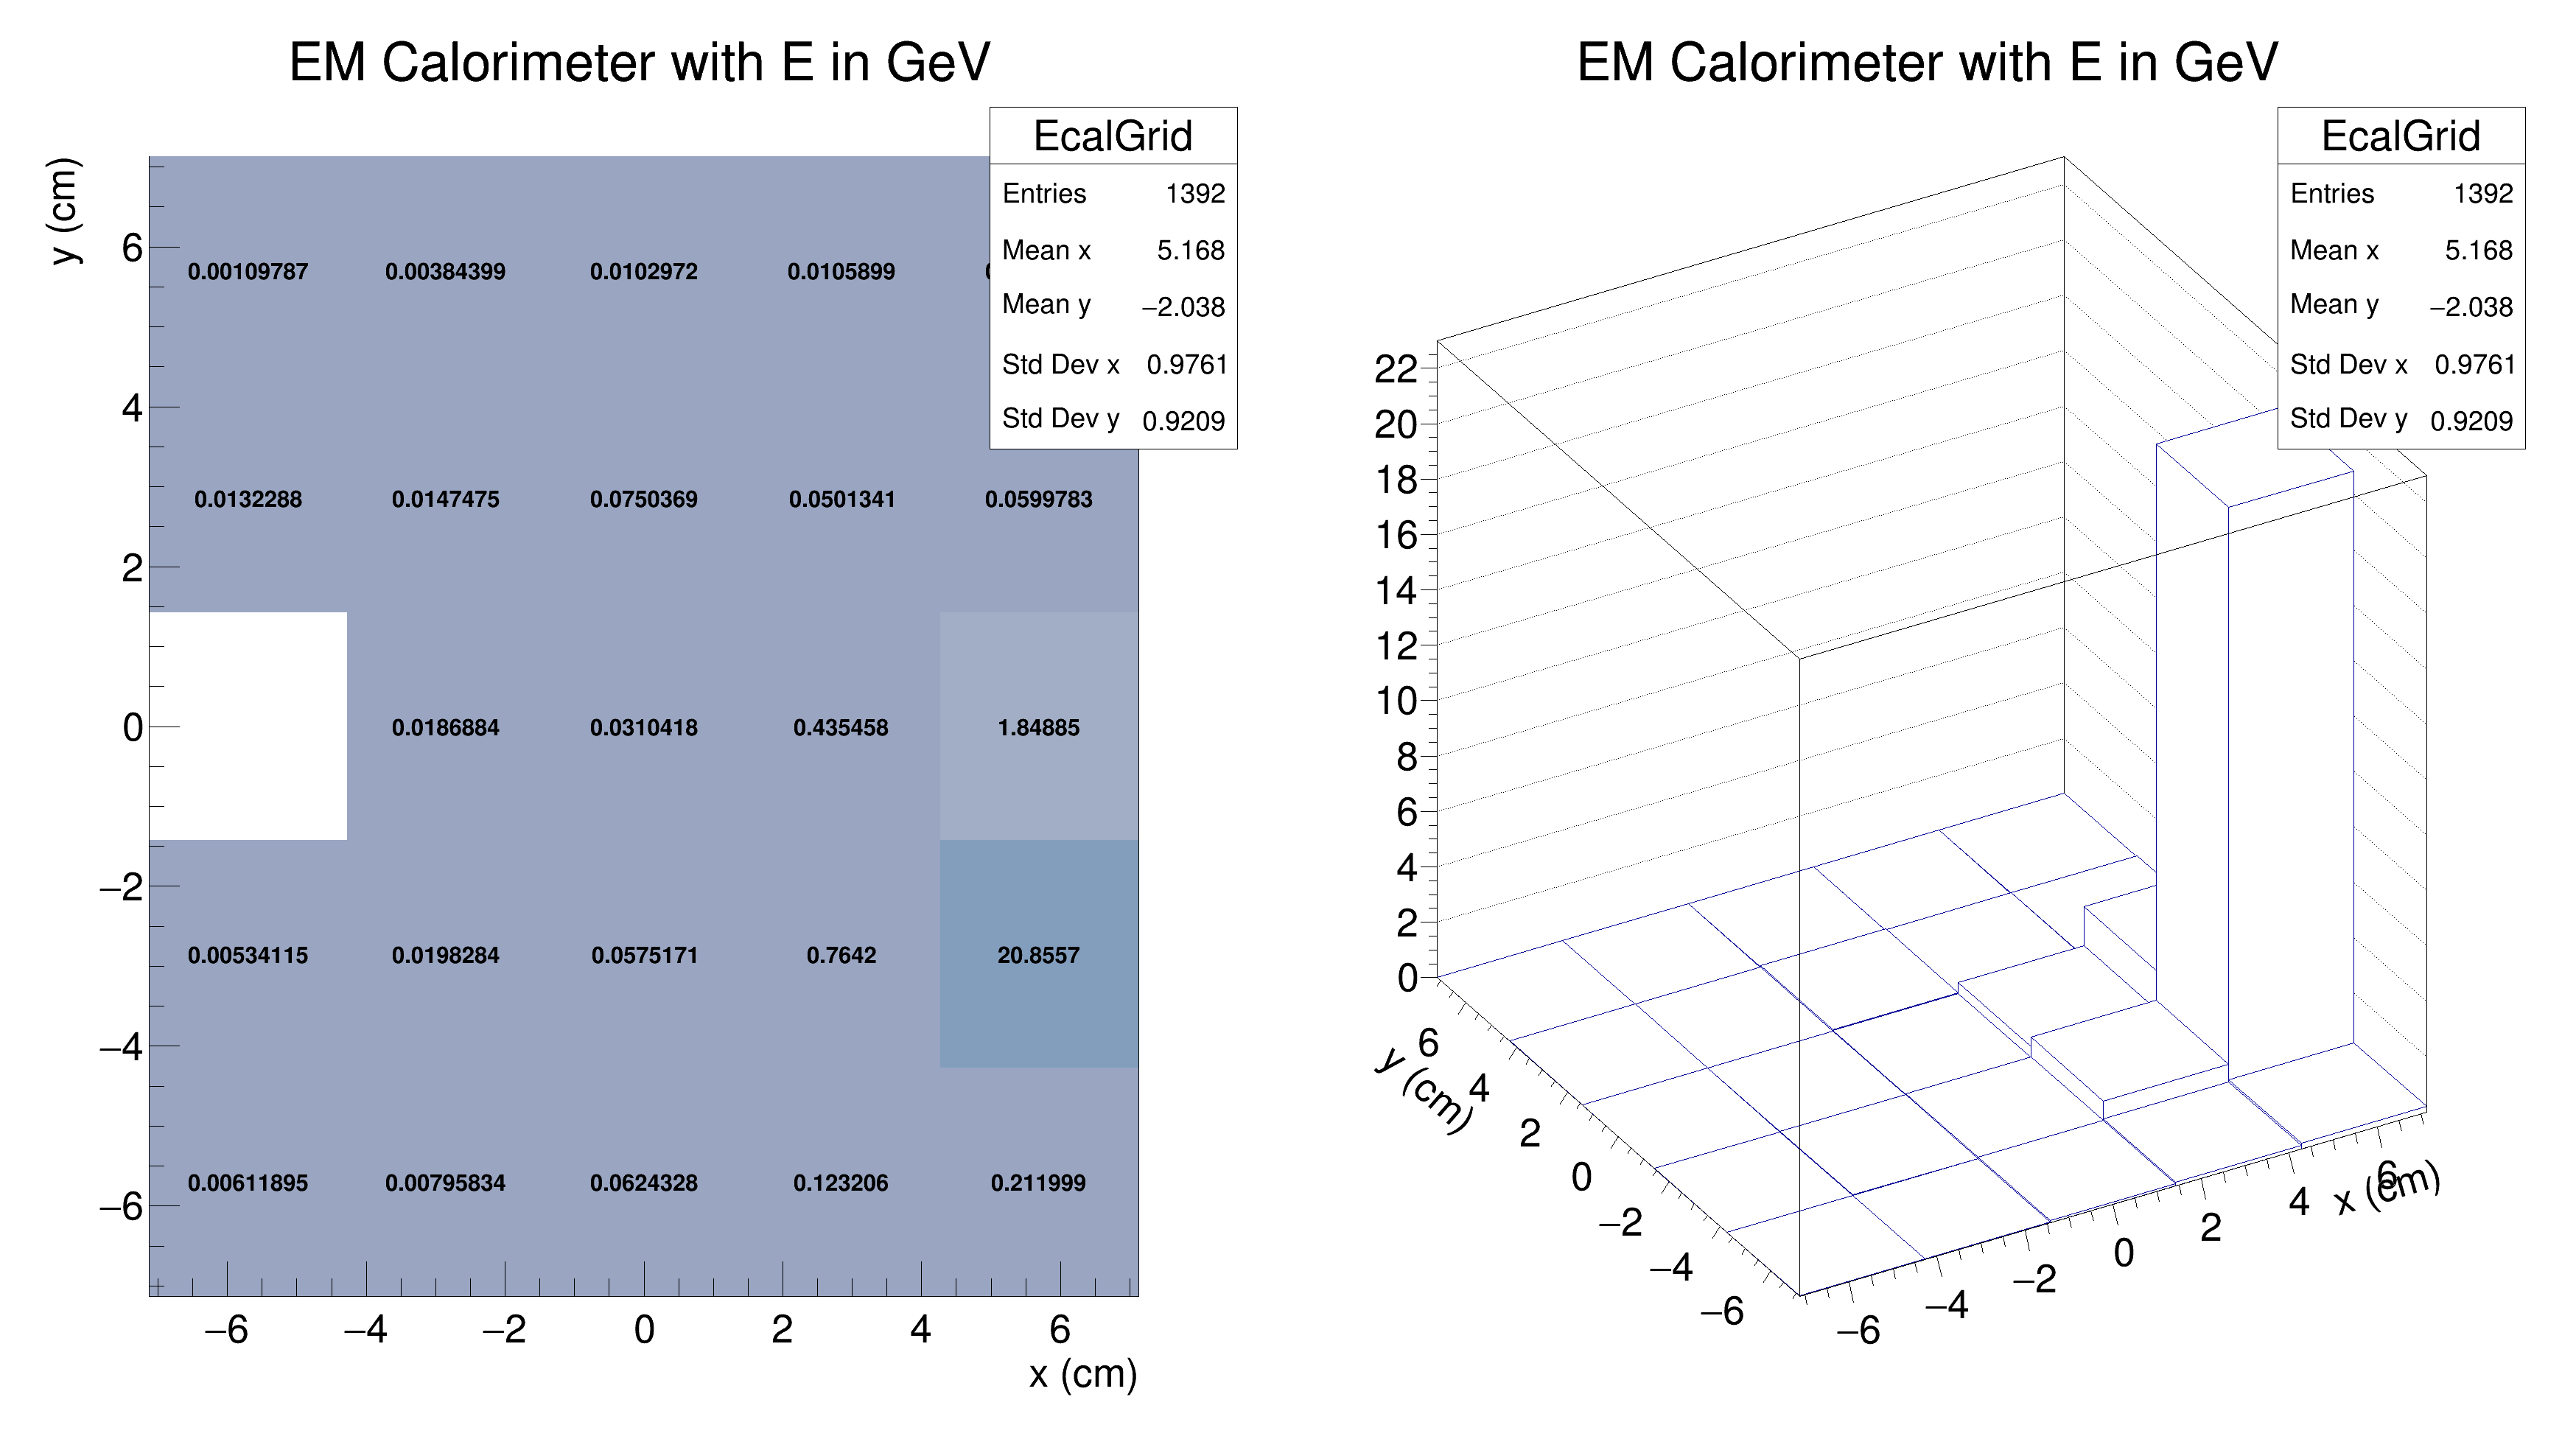 EM Calorimeter with E in GeV
EcalGrid
Entries 1392
Mean x 5.168
Mean y −2.038
Std Dev x 0.9761
Std Dev y 0.9209
y (cm)
6
4
2
0
−2
−4
−6
0.00109787 0.00384399 0.0102972 0.0105899
0.0132288 0.0147475 0.0750369 0.0501341 0.0599783
0.0186884 0.0310418 0.435458 1.84885
0.00534115 0.0198284 0.0575171 0.7642 20.8557
0.00611895 0.00795834 0.0624328 0.123206 0.211999
−6 −4 −2 0 2 4 6
x (cm)
EM Calorimeter with E in GeV
EcalGrid
Entries 1392
Mean x 5.168
Mean y −2.038
Std Dev x 0.9761
Std Dev y 0.9209
22
20
18
16
14
12
10
8
6
4
2
0
y (cm)
6
4
2
0
−2
−4
−6
−6 −4 −2 0 2 4 6
x (cm)